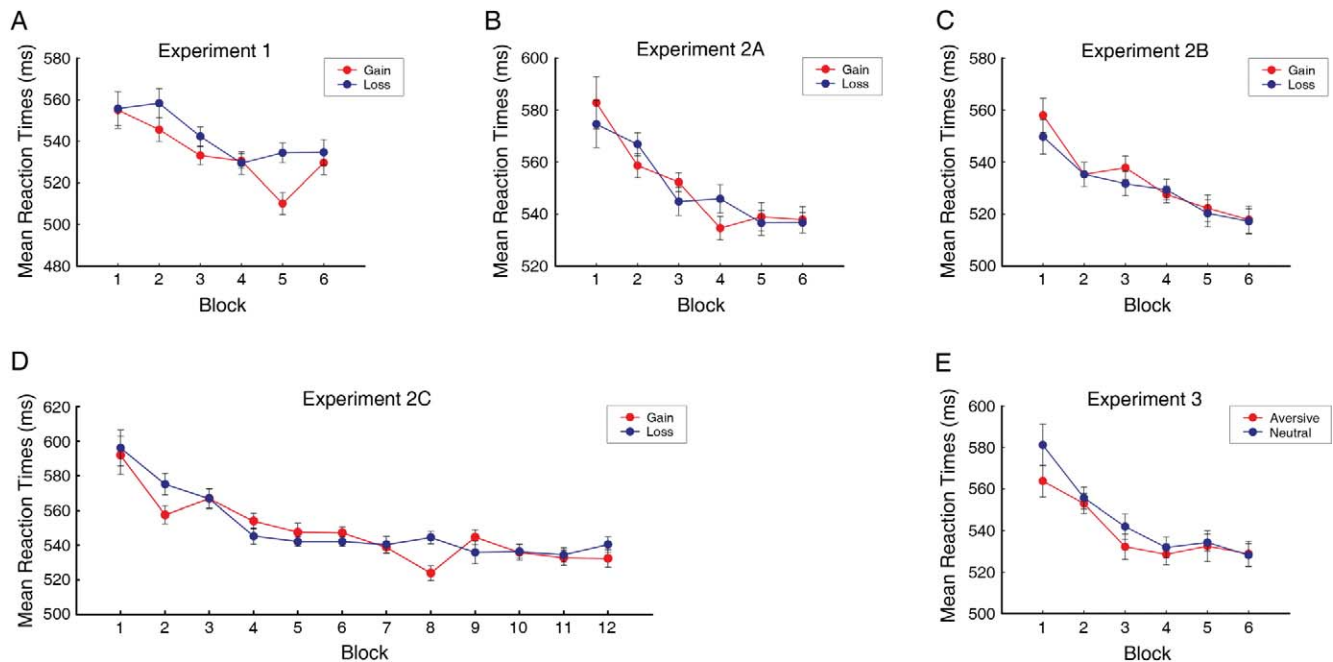 A
Experiment 1
Mean Reaction Times (ms)
580
560
540
520
500
480
Gain
Loss
1 2 3 4 5 6
Block
B
Experiment 2A
Mean Reaction Times (ms)
600
580
560
540
520
Gain
Loss
1 2 3 4 5 6
Block
C
Experiment 2B
Mean Reaction Times (ms)
580
560
540
520
500
Gain
Loss
1 2 3 4 5 6
Block
D
Experiment 2C
Mean Reaction Times (ms)
620
600
580
560
540
520
500
Gain
Loss
1 2 3 4 5 6 7 8 9 10 11 12
Block
E
Experiment 3
Mean Reaction Times (ms)
600
580
560
540
520
500
Aversive
Neutral
1 2 3 4 5 6
Block